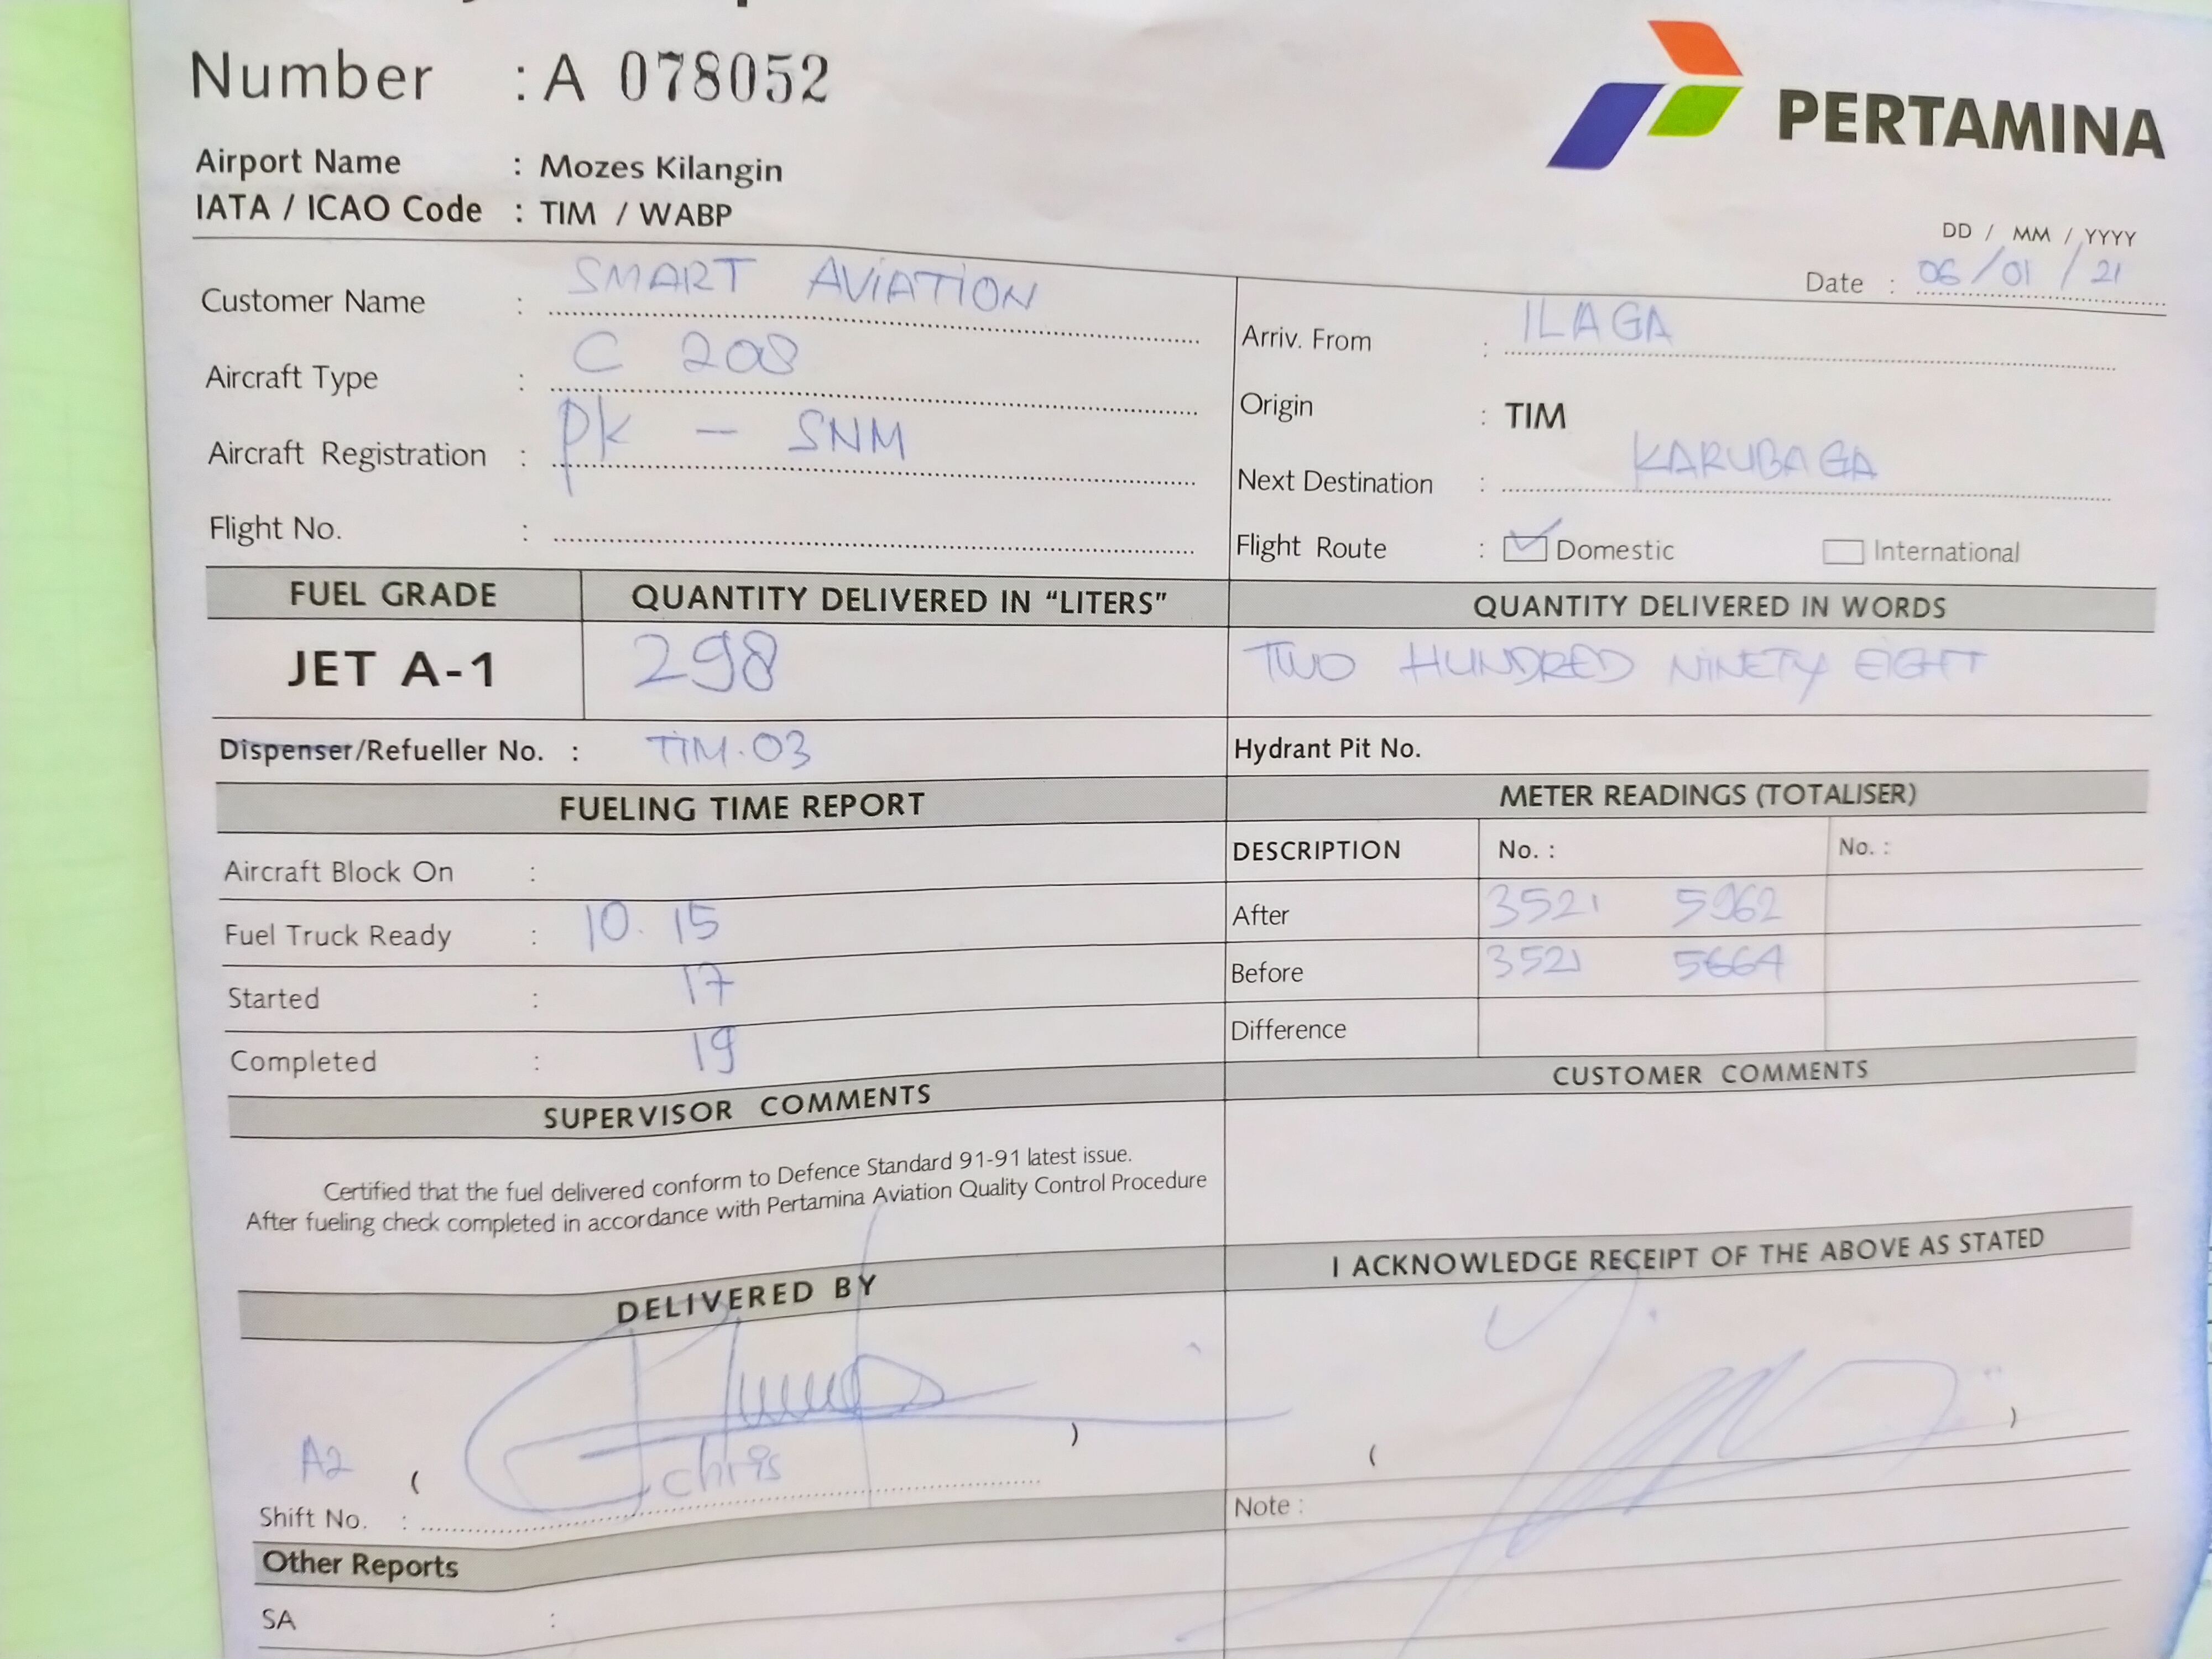 Number : A 078052
PERTAMINA
Airport Name : Mozes Kilangin
IATA / ICAO Code : TIM / WABP
DD / MM / YYYY
Date : 06 / 01 / 21
Customer Name : SMART AVIATION
Arriv. From : ILAGA
Aircraft Type : C 208
Origin : TIM
Aircraft Registration : PK - SNM
Next Destination : KARUBAGA
Flight No. :
Flight Route : Domestic International
FUEL GRADE QUANTITY DELIVERED IN "LITERS" QUANTITY DELIVERED IN WORDS
JET A-1 298 TWO HUNDRED NINETY EIGHT
Dispenser/Refueller No. : TIM.03 Hydrant Pit No.
FUELING TIME REPORT METER READINGS (TOTALISER)
Aircraft Block On : DESCRIPTION No. : No. :
Fuel Truck Ready : 10. 15 After 3521 5962
Started : 17 Before 3521 5664
Completed : 19 Difference
SUPERVISOR COMMENTS CUSTOMER COMMENTS
Certified that the fuel delivered conform to Defence Standard 91-91 latest issue.
After fueling check completed in accordance with Pertamina Aviation Quality Control Procedure
DELIVERED BY I ACKNOWLEDGE RECEIPT OF THE ABOVE AS STATED
A2 ( chris ) ( )
Shift No. : Note :
Other Reports
SA :